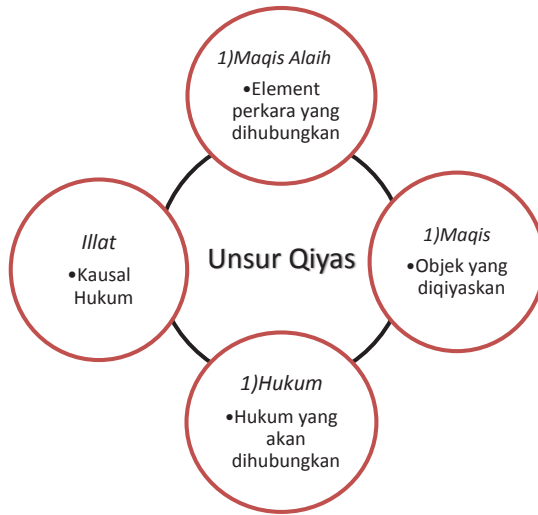 1)Maqis Alaih
•Element
perkara yang
dihubungkan
Illat
•Kausal
Hukum
Unsur Qiyas
1)Maqis
•Objek yang
diqiyaskan
1)Hukum
•Hukum yang
akan
dihubungkan